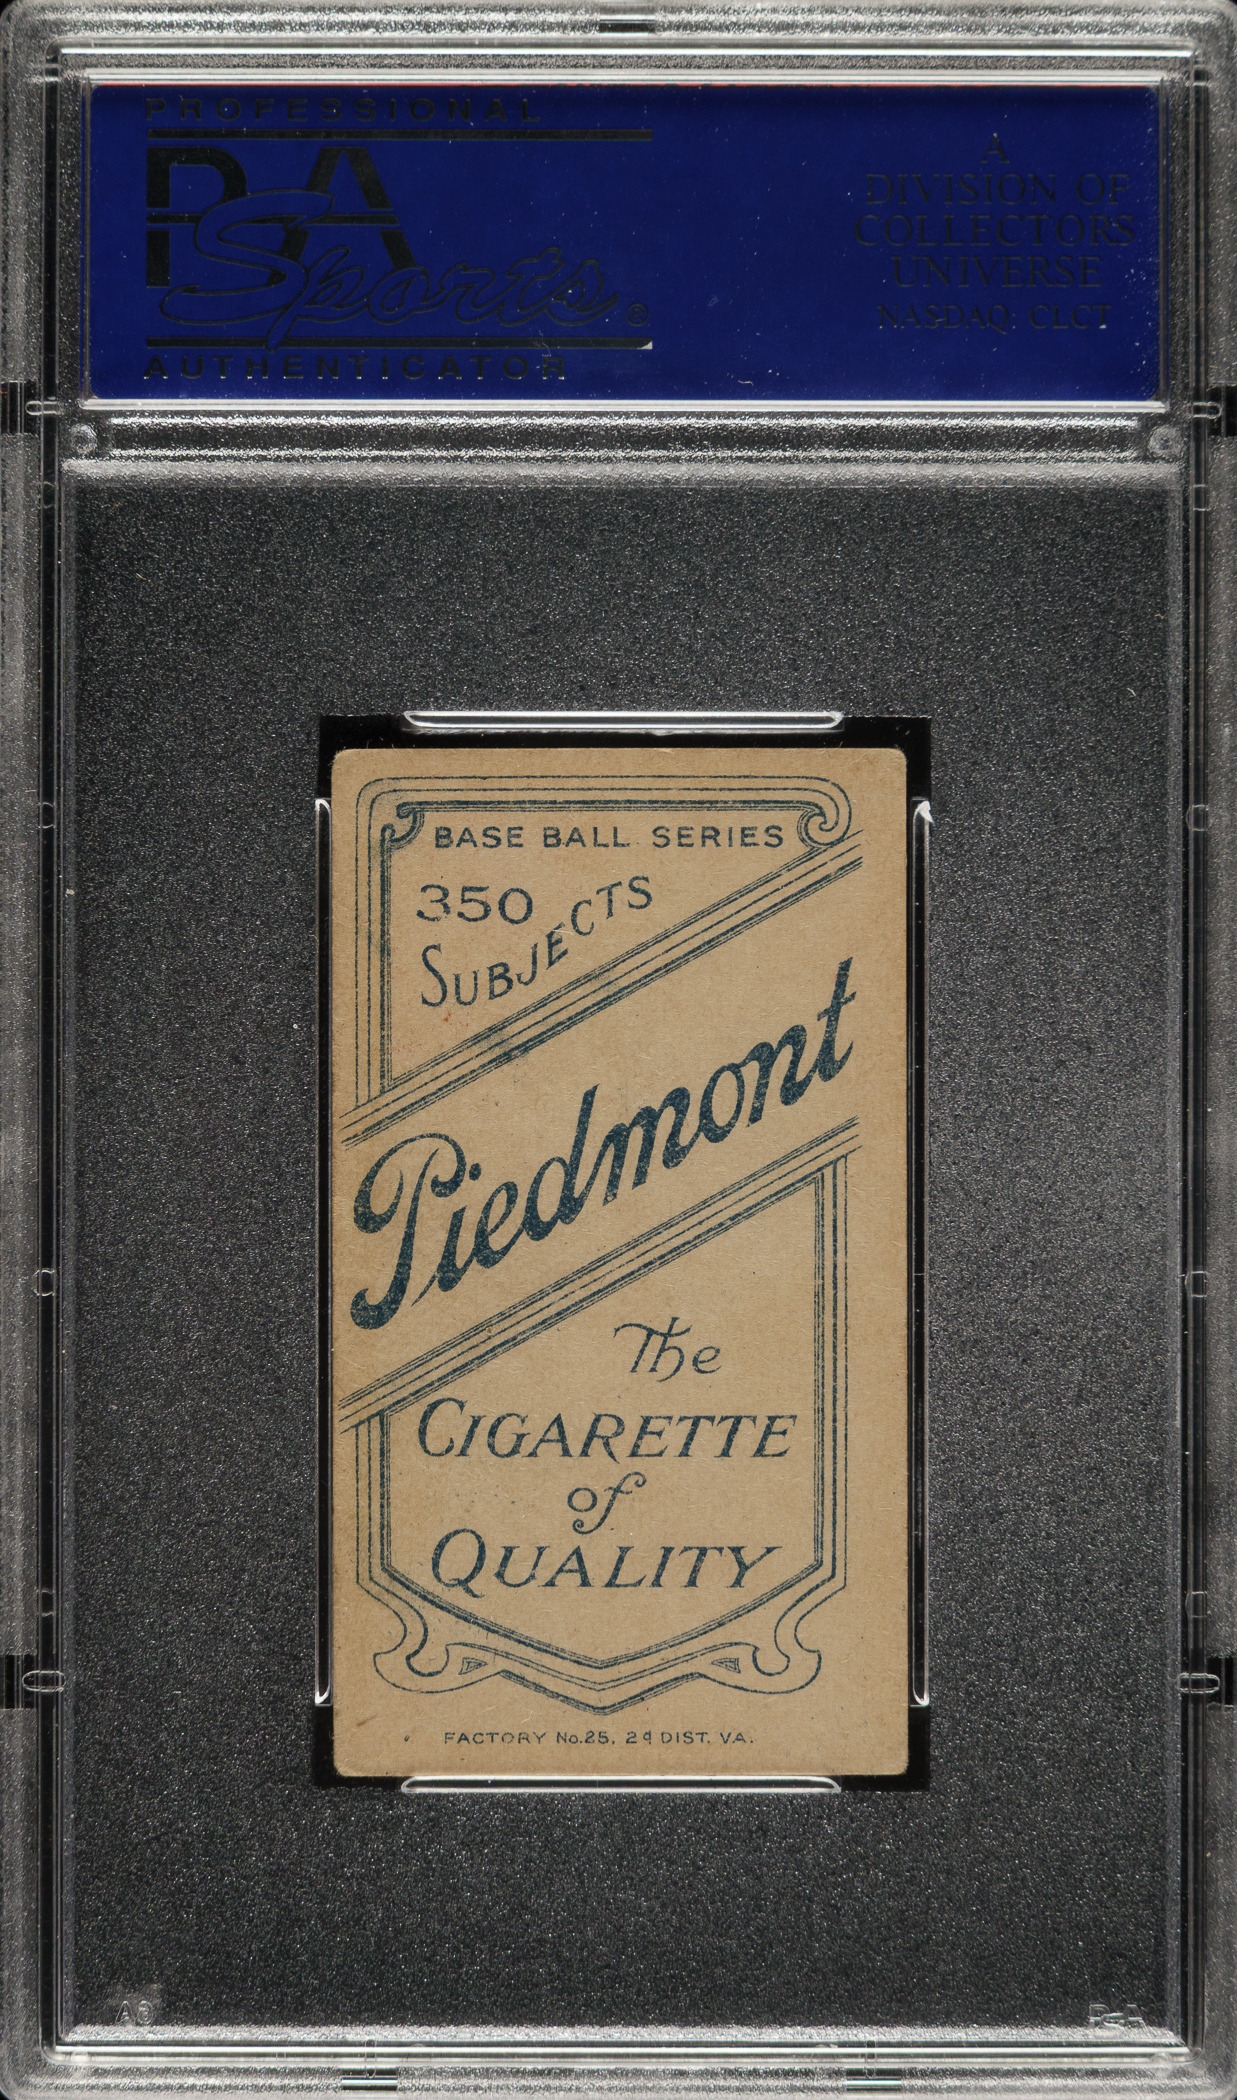 PROFESSIONAL
PSA
Sports®
AUTHENTICATOR
A
DIVISION OF
COLLECTORS
UNIVERSE
NASDAQ: CLCT
BASE BALL SERIES
350
SUBJECTS
Piedmont
The
CIGARETTE
of
QUALITY
FACTORY No. 25, 2d DIST. VA.